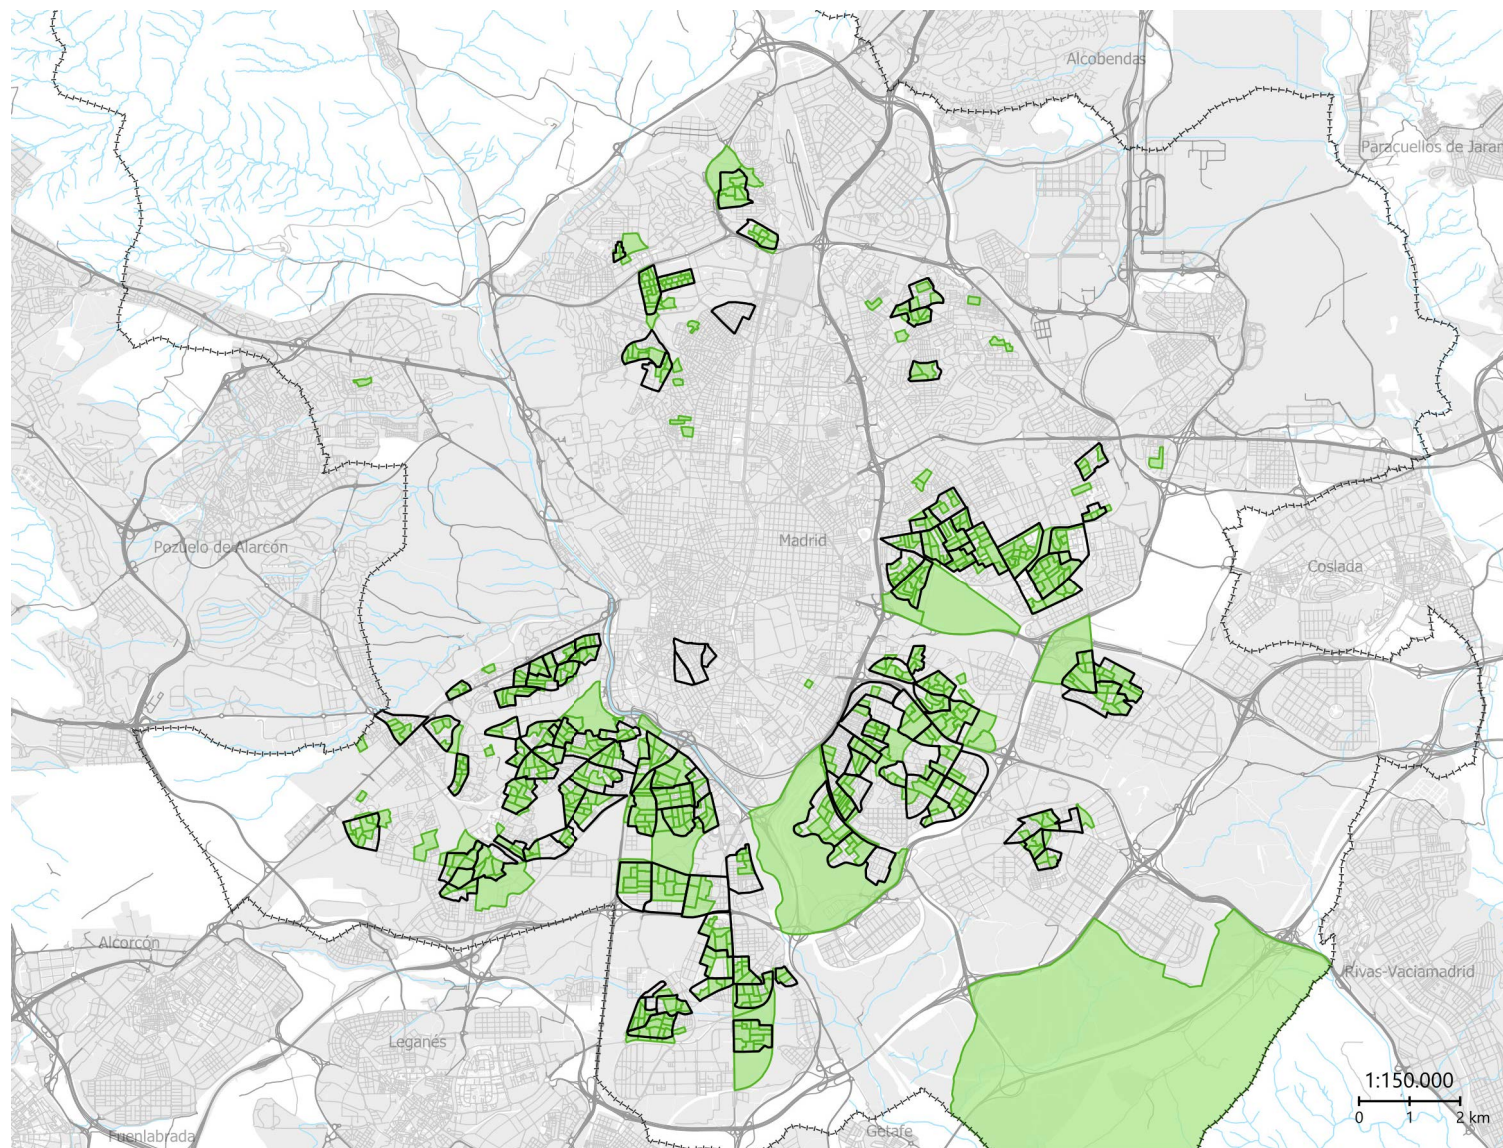 Alcobendas
Paracuellos de Jarar
Pozuelo de Alarcón
Madrid
Coslada
Alcorcón
Rivas-Vaciamadrid
Leganés
1:150.000
0 1 2 km
Fuenlabrada
Getafe